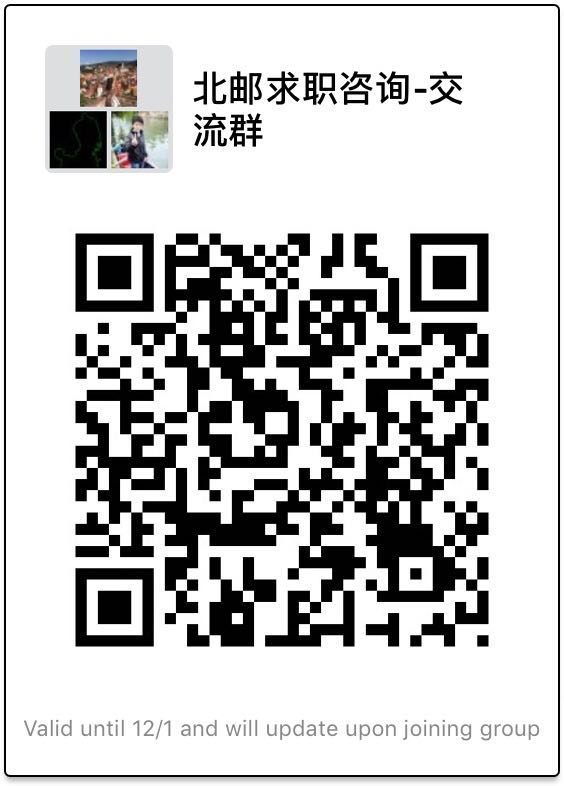 北邮求职咨询-交
流群
Valid until 12/1 and will update upon joining group